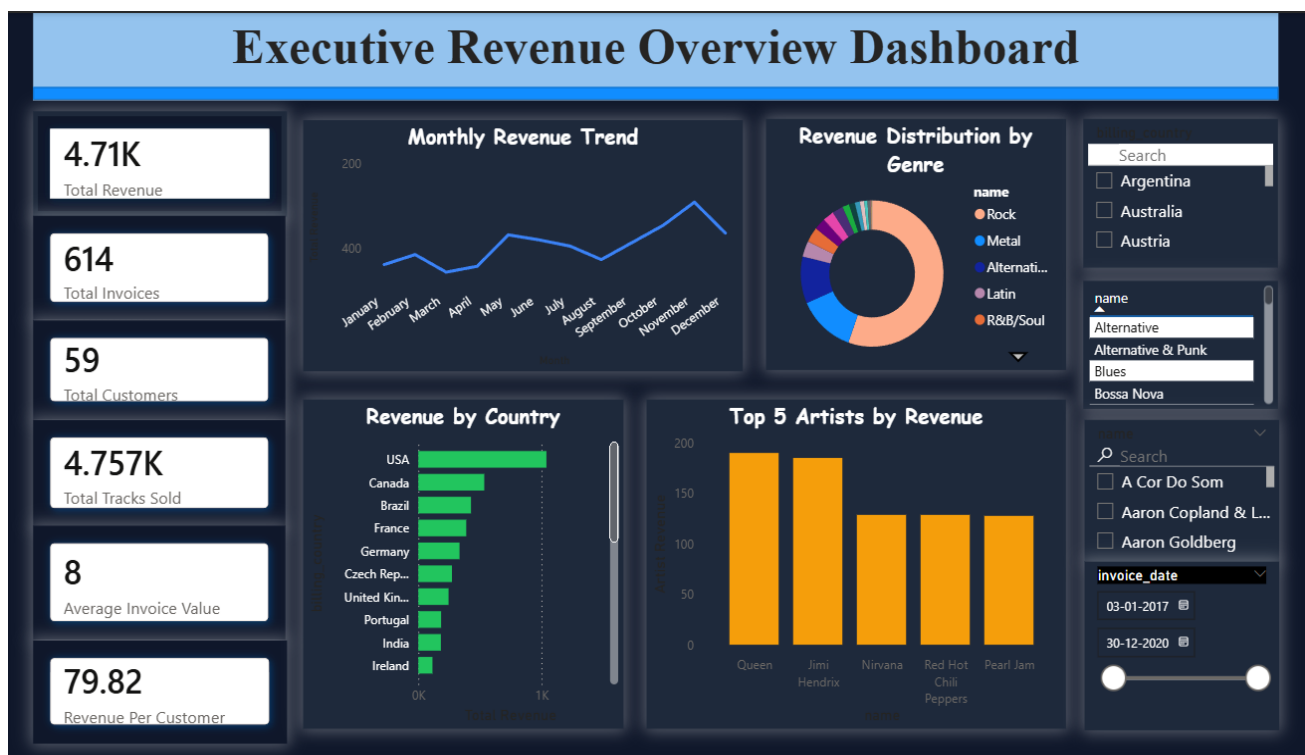 Executive Revenue Overview Dashboard
4.71K
Total Revenue
614
Total Invoices
59
Total Customers
4.757K
Total Tracks Sold
8
Average Invoice Value
79.82
Revenue Per Customer
Monthly Revenue Trend
200
400
January
February
March
April
May
June
July
August
September
October
November
December
Revenue Distribution by
Genre
name
Rock
Metal
Alternati...
Latin
R&B/Soul
Revenue by Country
billing_country
USA
Canada
Brazil
France
Germany
Czech Rep...
United Kin...
Portugal
India
Ireland
0K
1K
Total Revenue
Top 5 Artists by Revenue
200
150
100
50
0
Queen
Jimi
Hendrix
Nirvana
Red Hot
Chili
Peppers
Pearl Jam
name
billing_country
Search
Argentina
Australia
Austria
name
Alternative
Alternative & Punk
Blues
Bossa Nova
name
Search
A Cor Do Som
Aaron Copland & L...
Aaron Goldberg
invoice_date
03-01-2017
30-12-2020